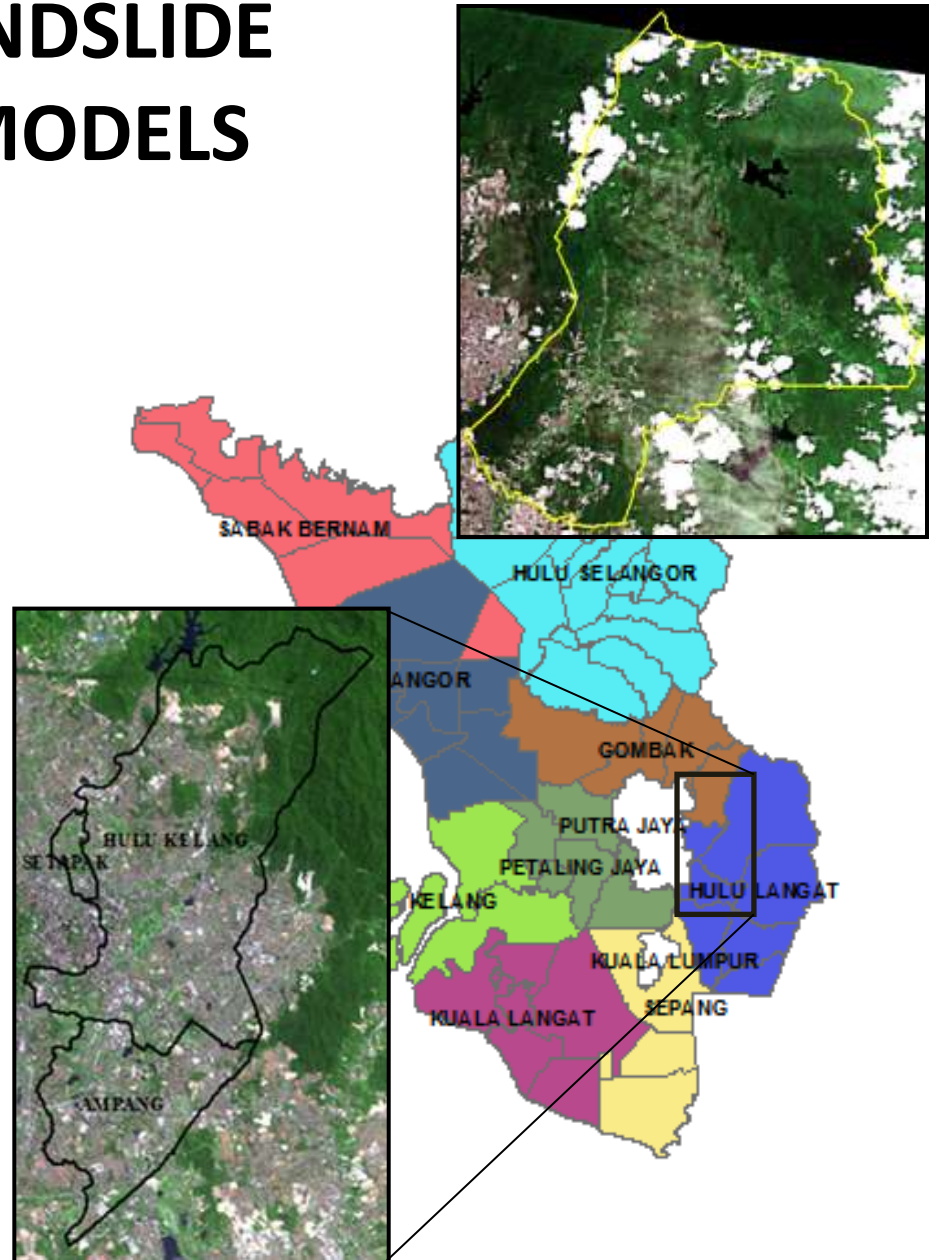 NDSLIDE
MODELS
SABAK BERNAM
HULU SELANGOR
ANGOR
GOMBAK
PUTRA JAYA
PETALING JAYA
HULU LANGAT
KELANG
KUALA LUMPUR
SEPANG
KUALA LANGAT
HULU KELANG
SETAPAK
AMPANG